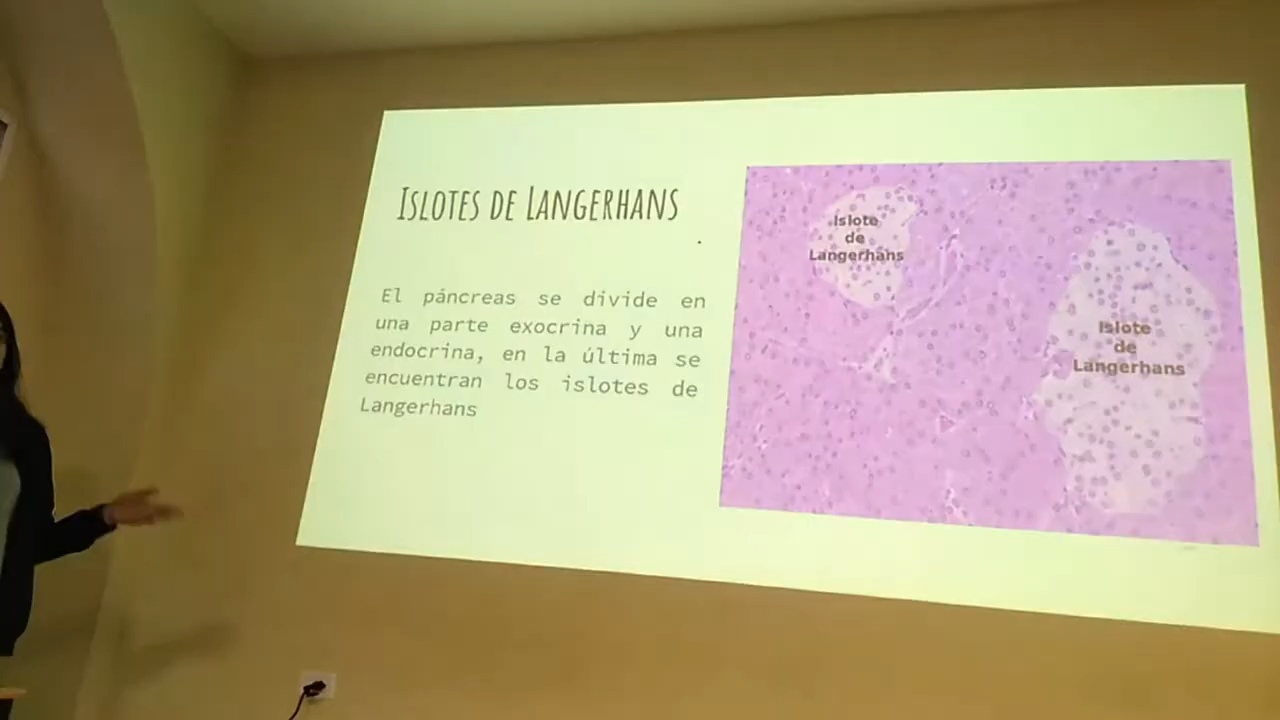 ISLOTES DE LANGERHANS
El páncreas se divide en
una parte exocrina y una
endocrina, en la última se
encuentran los islotes de
Langerhans
Islote
de
Langerhans
Islote
de
Langerhans